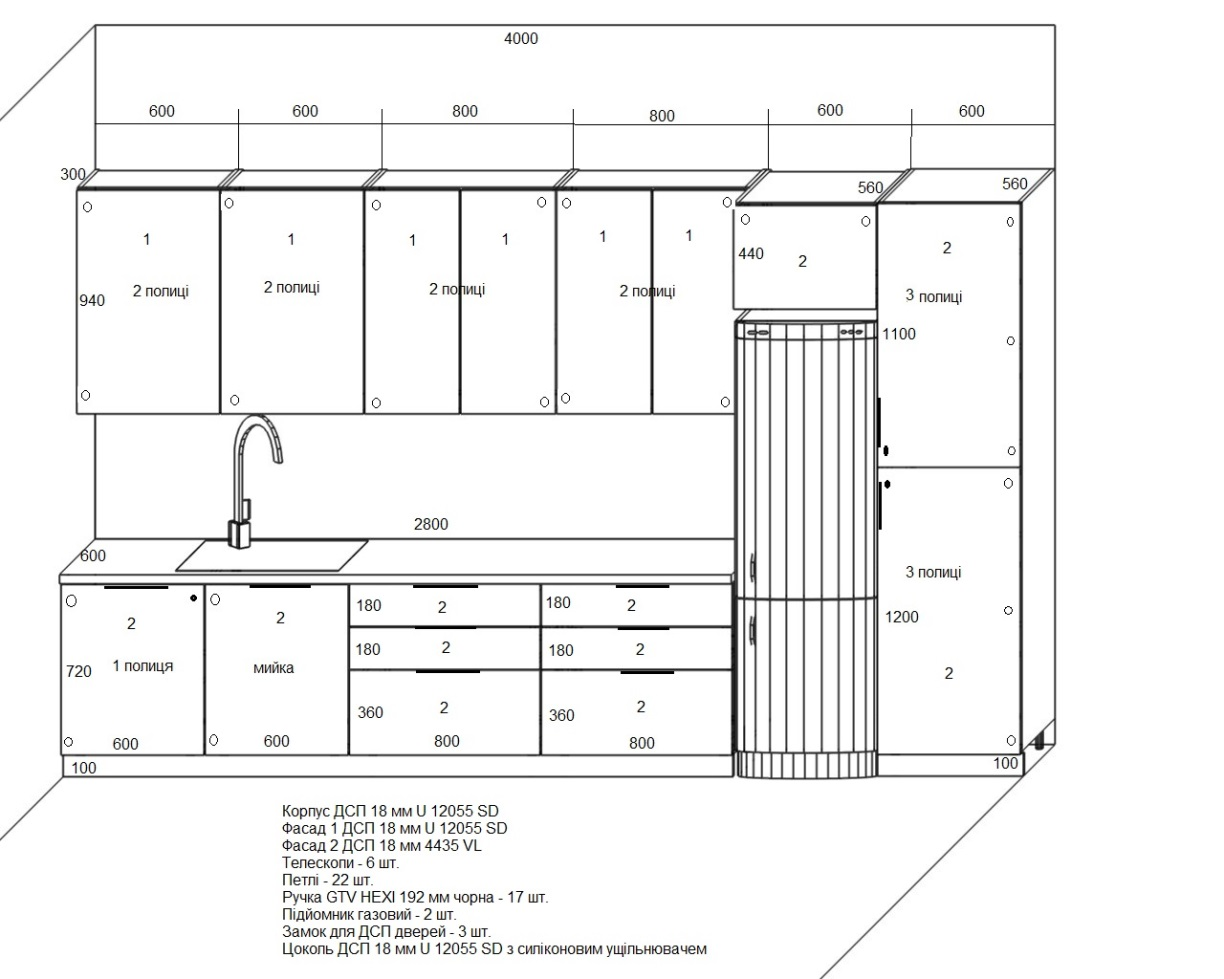 4000
600 600 800 800 600 600
300 560 560
1 1 1 1 1 1 2
440 2
2 полиці 2 полиці 2 полиці 2 полиці 3 полиці
940
1100
2800
600
3 полиці
180 2 180 2
2 2
1200
180 2 180 2
720 1 полиця мийка
2
360 2 360 2
600 600 800 800
100 100
Корпус ДСП 18 мм U 12055 SD
Фасад 1 ДСП 18 мм U 12055 SD
Фасад 2 ДСП 18 мм 4435 VL
Телескопи - 6 шт.
Петлі - 22 шт.
Ручка GTV HEXI 192 мм чорна - 17 шт.
Підйомник газовий - 2 шт.
Замок для ДСП дверей - 3 шт.
Цоколь ДСП 18 мм U 12055 SD з силіконовим ущільнювачем